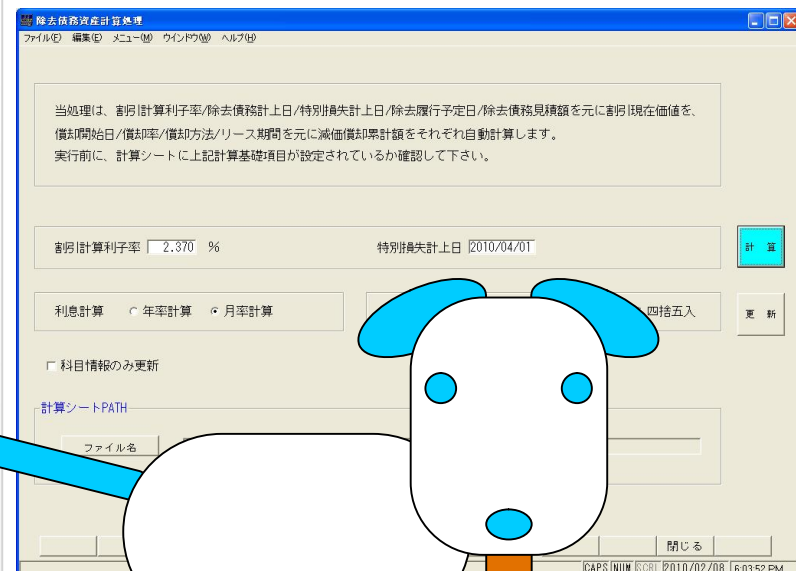 除去債務資産計算処理
ファイル(F) 編集(E) メニュー(M) ウインドウ(W) ヘルプ(H)
当処理は、割引計算利子率/除去債務計上日/特別損失計上日/除去履行予定日/除去債務見積額を元に割引現在価値を、
償却開始日/償却率/償却方法/リース期間を元に減価償却累計額をそれぞれ自動計算します。
実行前に、計算シートに上記計算基礎項目が設定されているか確認して下さい。
割引計算利子率 2.370 % 特別損失計上日 2010/04/01 計 算
利息計算 年率計算 月率計算 四捨五入 更 新
科目情報のみ更新
計算シートPATH
ファイル名
閉じる
CAPS NUM SCRL 2010/02/08 6:03:52 PM